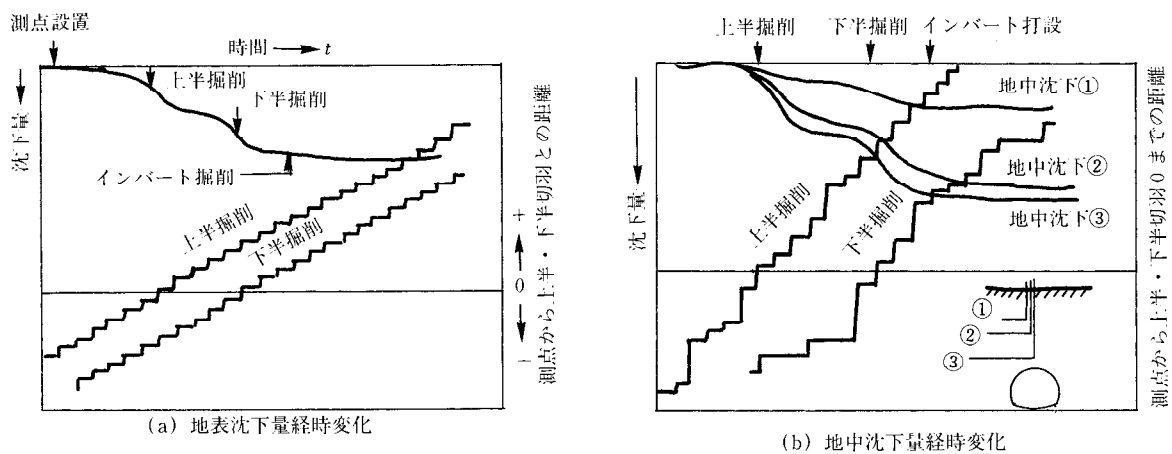 測点設置
時間 → t
上半掘削
下半掘削
インバート掘削
沈下量
上半掘削
下半掘削
測点から上半・下半切羽との距離
− ← 0 → +
(a) 地表沈下量経時変化
上半掘削
下半掘削
インバート打設
地中沈下①
地中沈下②
地中沈下③
沈下量
上半掘削
下半掘削
①
②
③
測点から上半・下半切羽0までの距離
(b) 地中沈下量経時変化